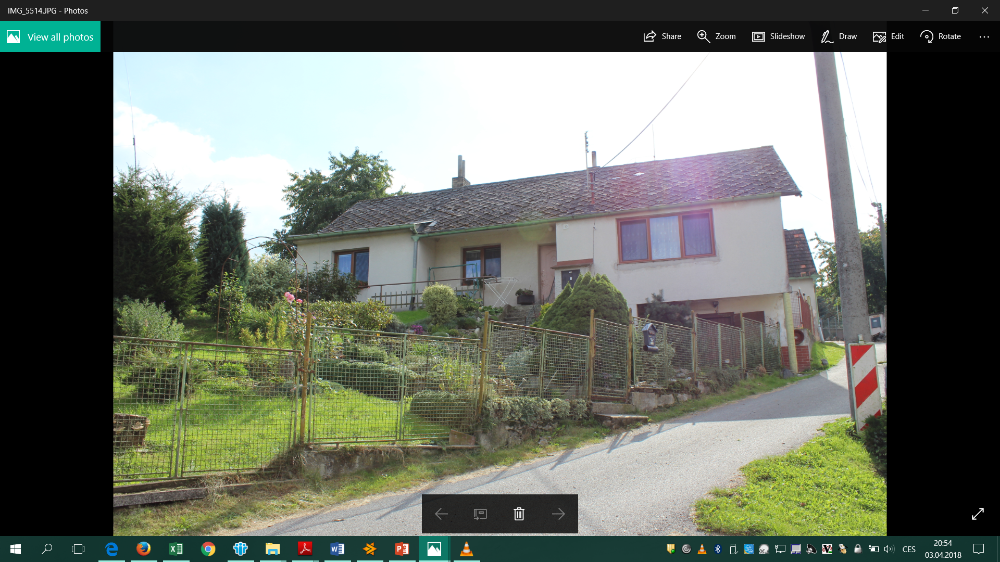 IMG_5514.JPG - Photos
View all photos
Share
Zoom
Slideshow
Draw
Edit
Rotate
CES
20:54
03.04.2018